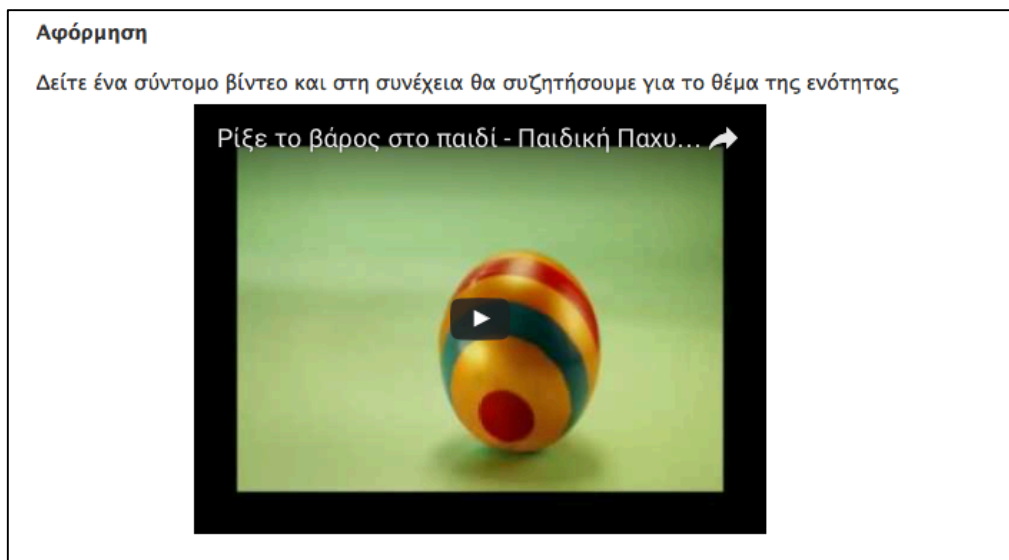 Αφόρμηση
Δείτε ένα σύντομο βίντεο και στη συνέχεια θα συζητήσουμε για το θέμα της ενότητας
Ρίξε το βάρος στο παιδί - Παιδική Παχυ...